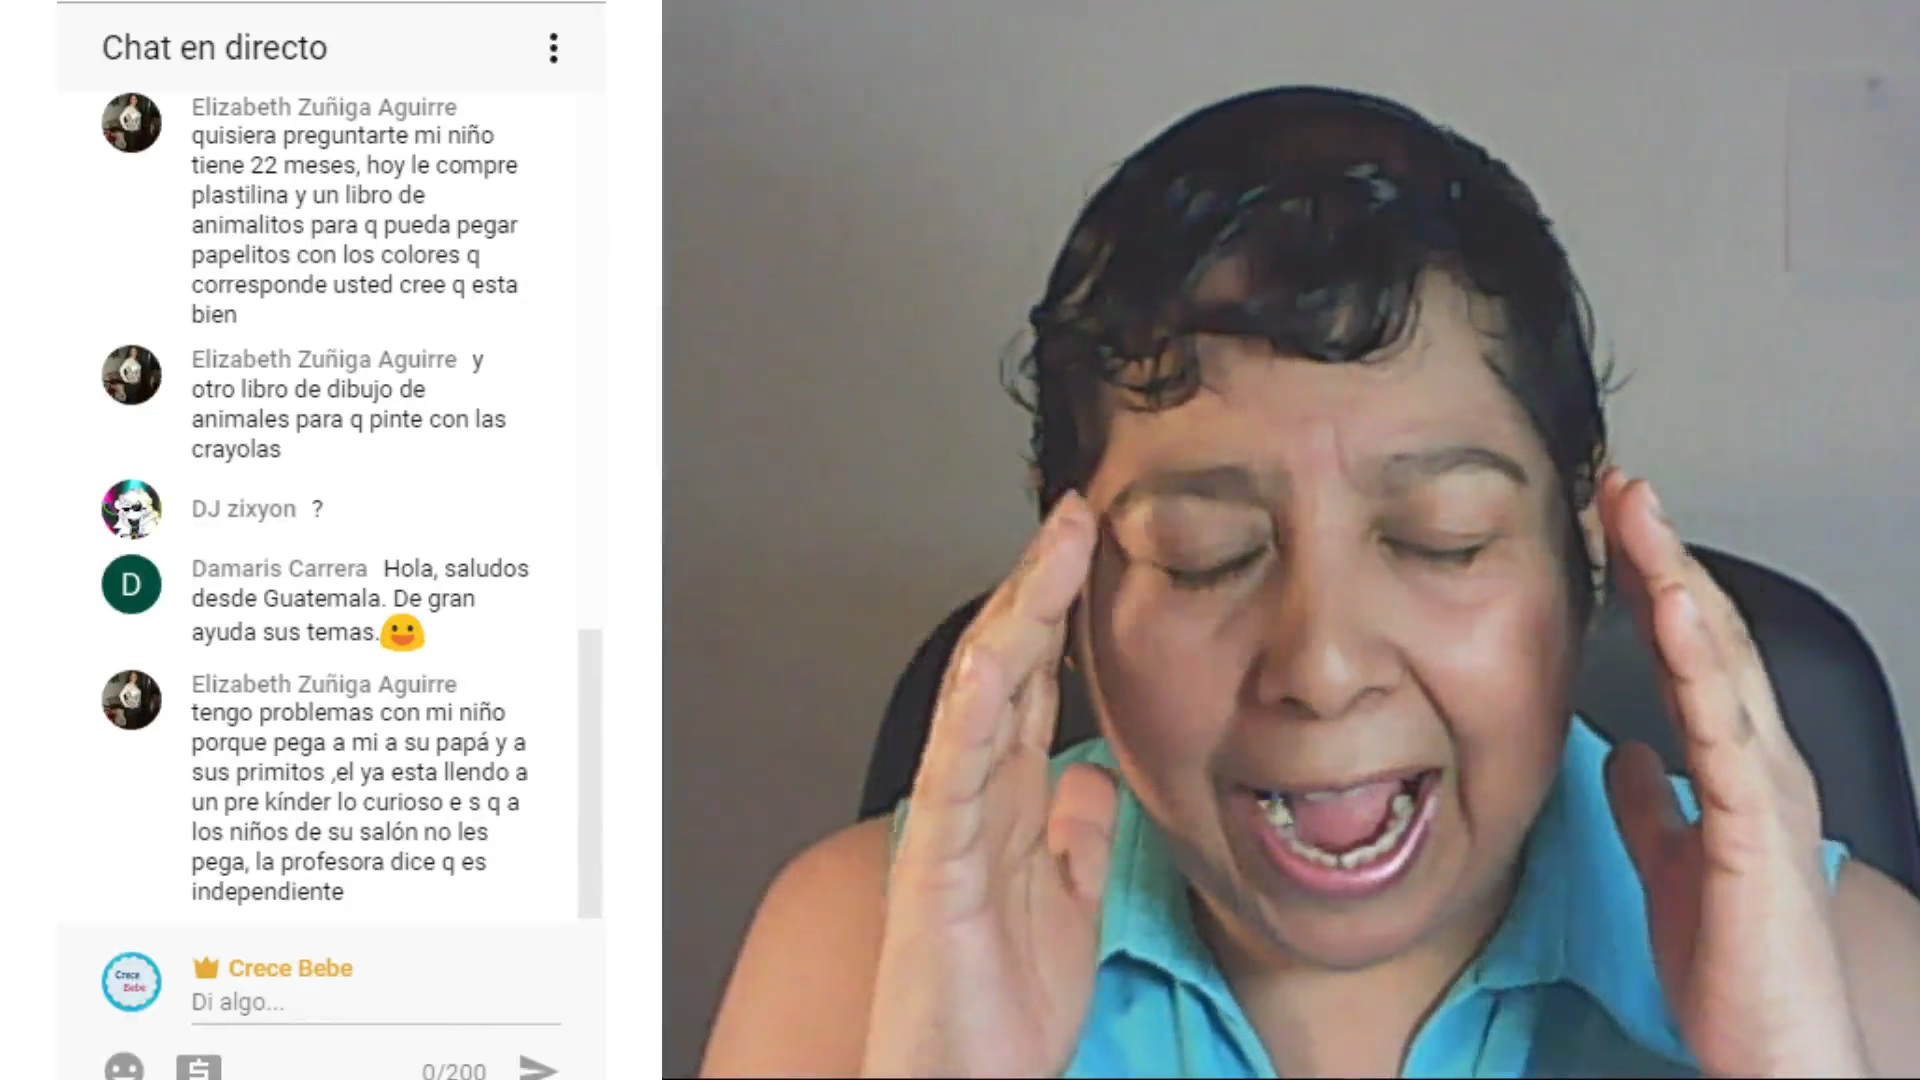 Chat en directo
Elizabeth Zuñiga Aguirre
quisiera preguntarte mi niño
tiene 22 meses, hoy le compre
plastilina y un libro de
animalitos para q pueda pegar
papelitos con los colores q
corresponde usted cree q esta
bien
Elizabeth Zuñiga Aguirre y
otro libro de dibujo de
animales para q pinte con las
crayolas
DJ zixyon ?
D
Damaris Carrera Hola, saludos
desde Guatemala. De gran
ayuda sus temas.
Elizabeth Zuñiga Aguirre
tengo problemas con mi niño
porque pega a mi a su papá y a
sus primitos ,el ya esta llendo a
un pre kínder lo curioso e s q a
los niños de su salón no les
pega, la profesora dice q es
independiente
Crece
Bebe
Crece Bebe
Di algo...
0/200